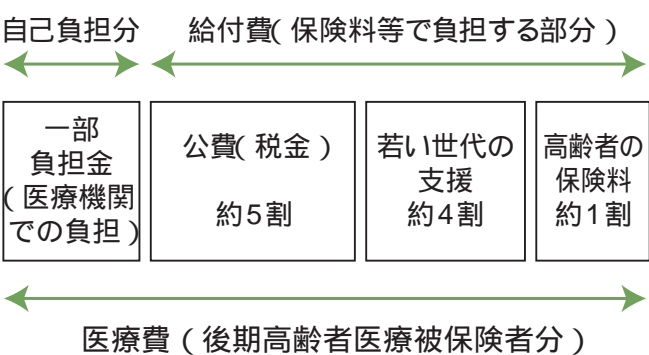 自己負担分
給付費(保険料等で負担する部分)
一部
負担金
(医療機関
での負担)
公費(税金)
約5割
若い世代の
支援
約4割
高齢者の
保険料
約1割
医療費(後期高齢者医療被保険者分)